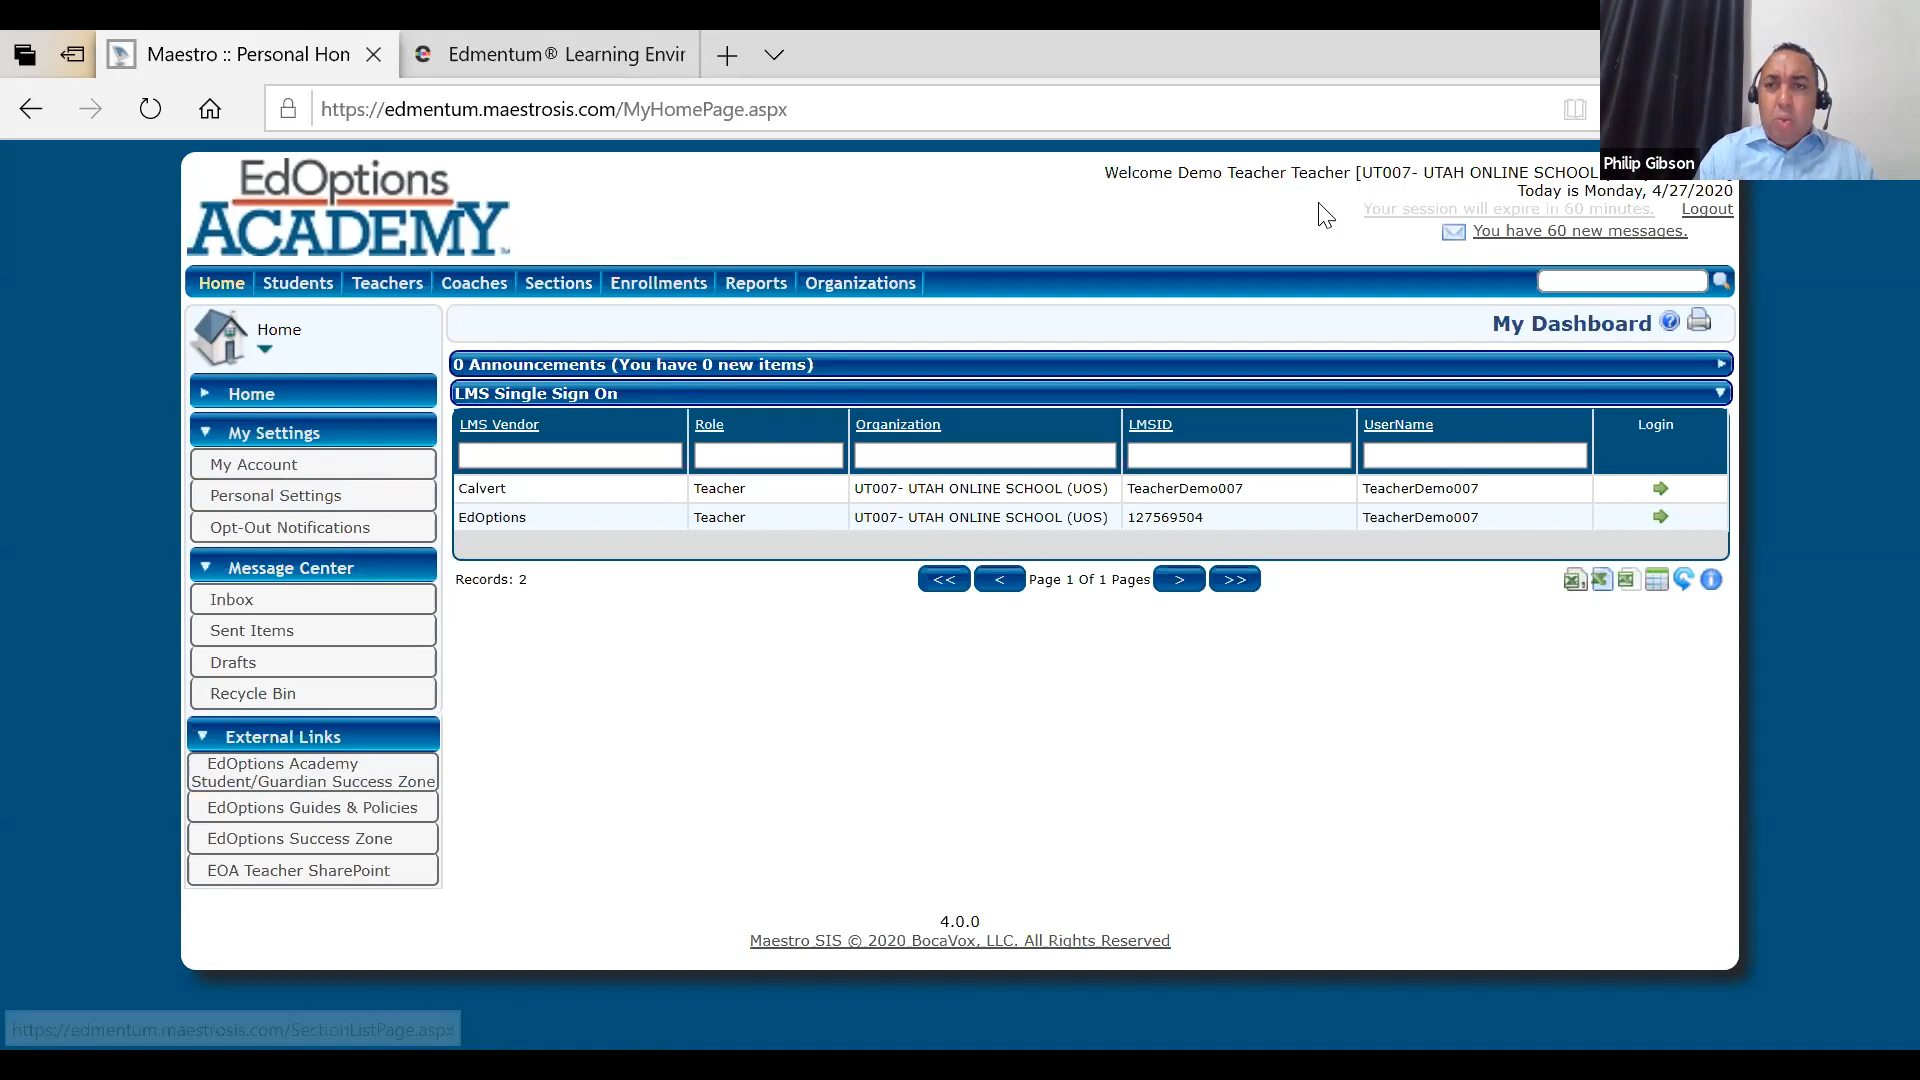 Maestro :: Personal Hon
Edmentum® Learning Envir
https://edmentum.maestrosis.com/MyHomePage.aspx
Philip Gibson
EdOptions
ACADEMY
Welcome Demo Teacher Teacher [UT007- UTAH ONLINE SCHOOL
Today is Monday, 4/27/2020
Your session will expire in 60 minutes. Logout
You have 60 new messages.
Home Students Teachers Coaches Sections Enrollments Reports Organizations
Home
My Dashboard
0 Announcements (You have 0 new items)
LMS Single Sign On
LMS Vendor Role Organization LMSID UserName Login
Calvert Teacher UT007- UTAH ONLINE SCHOOL (UOS) TeacherDemo007 TeacherDemo007
EdOptions Teacher UT007- UTAH ONLINE SCHOOL (UOS) 127569504 TeacherDemo007
Records: 2 << < Page 1 Of 1 Pages > >>
Home
My Settings
My Account
Personal Settings
Opt-Out Notifications
Message Center
Inbox
Sent Items
Drafts
Recycle Bin
External Links
EdOptions Academy
Student/Guardian Success Zone
EdOptions Guides & Policies
EdOptions Success Zone
EOA Teacher SharePoint
4.0.0
Maestro SIS © 2020 BocaVox, LLC. All Rights Reserved
https://edmentum.maestrosis.com/SectionListPage.aspx